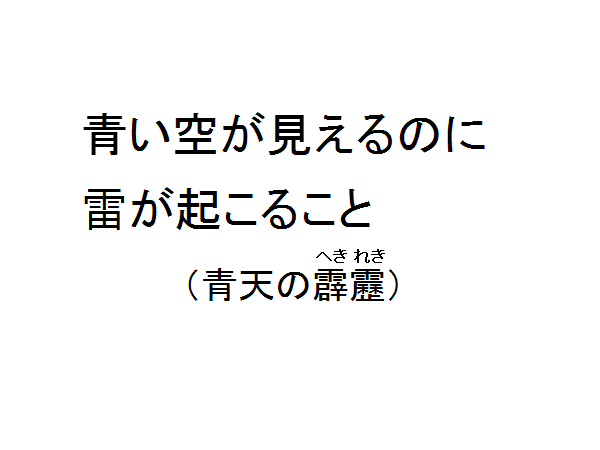 青い空が見えるのに
雷が起こること
へき れき
（青天の霹靂）